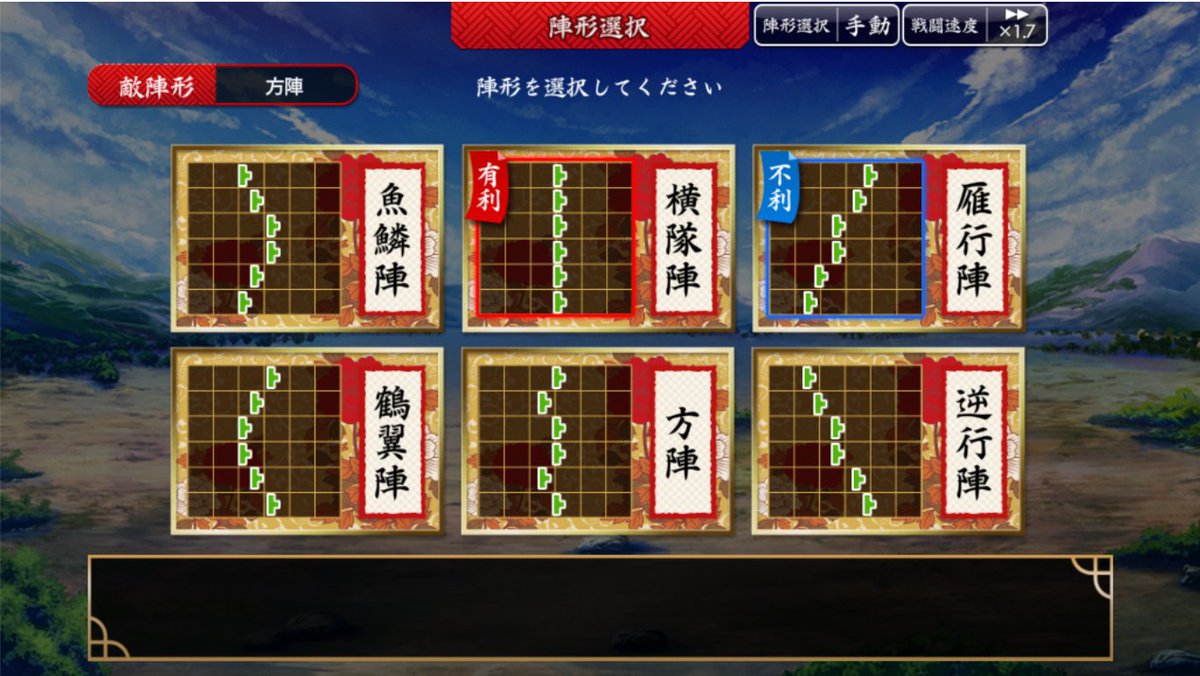 陣形選択
陣形選択 手動
戦闘速度 ×1.7
敵陣形 方陣
陣形を選択してください
魚鱗陣
有利
横隊陣
不利
雁行陣
鶴翼陣
方陣
逆行陣